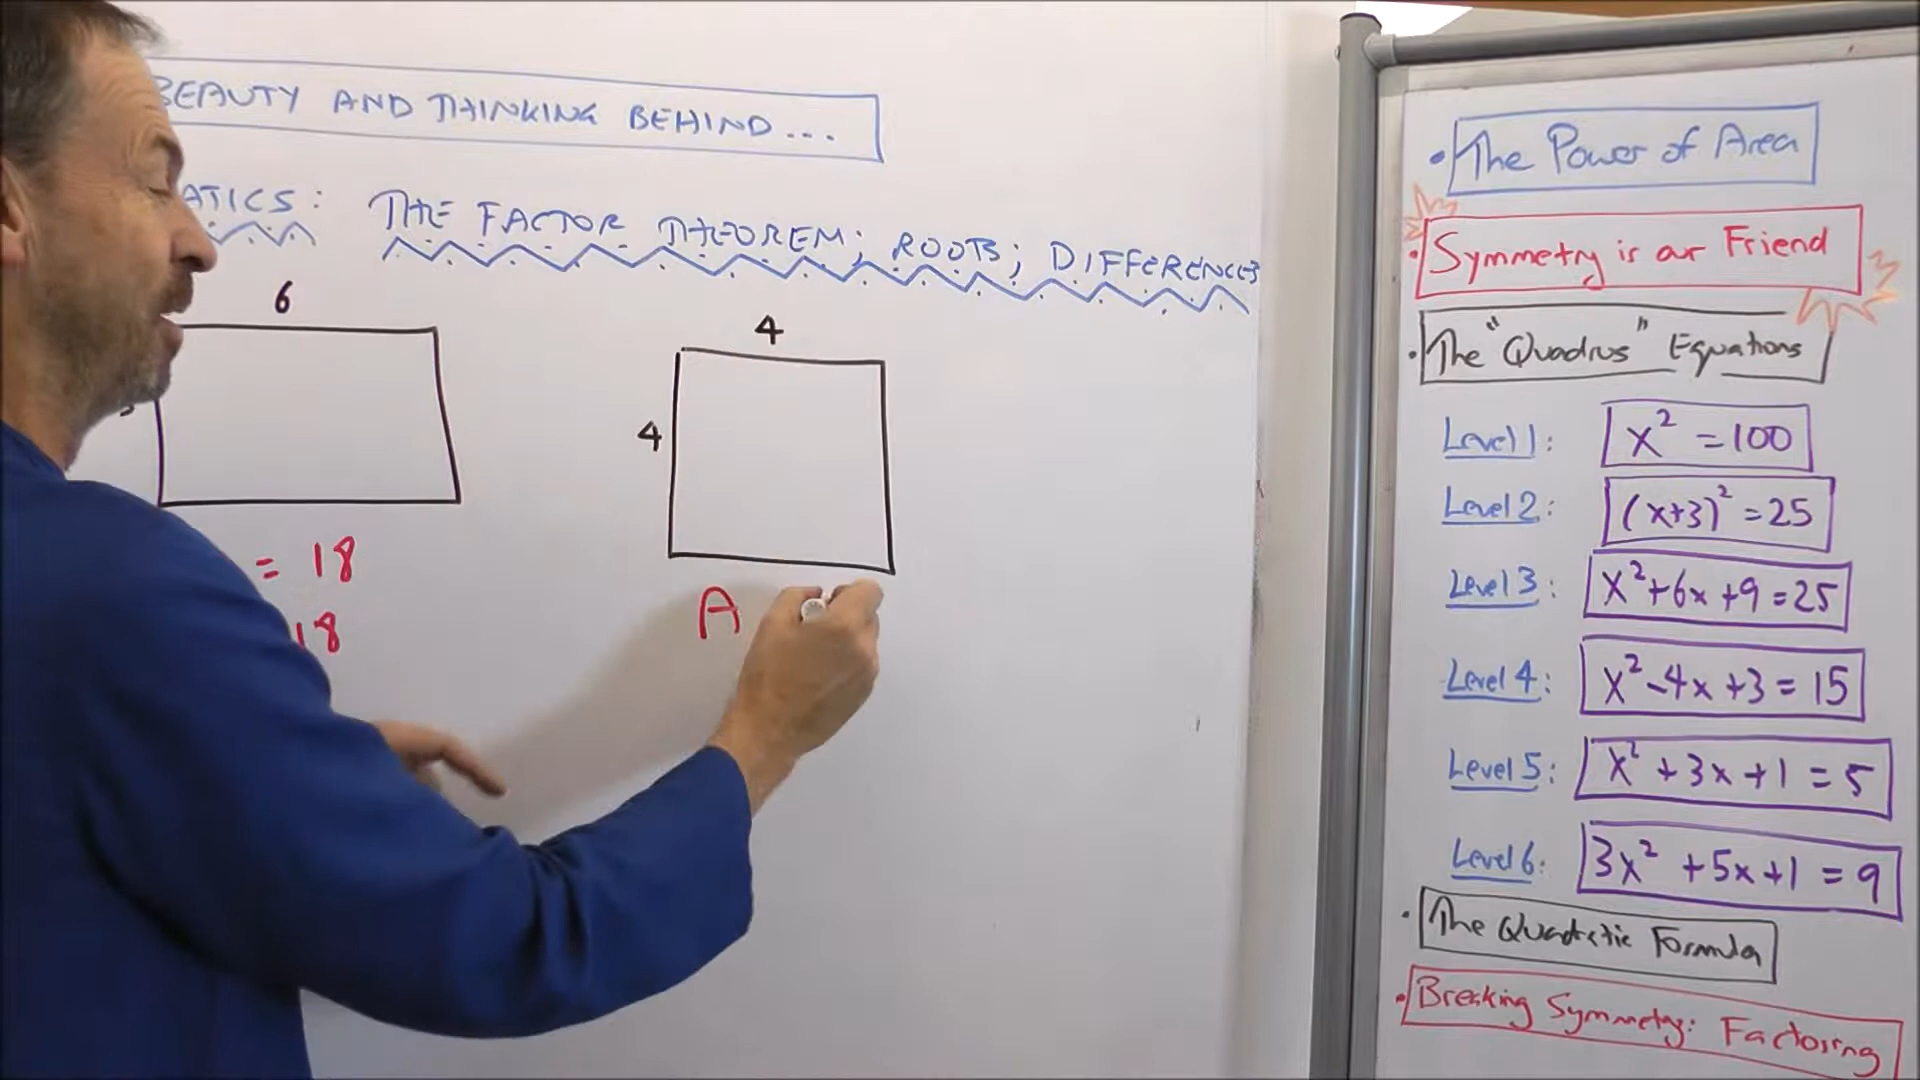 BEAUTY AND THINKING BEHIND...
ATICS: THE FACTOR THEOREM; ROOTS; DIFFERENCES
6
4
4
= 18
18
A
• The Power of Area
• Symmetry is our Friend
• The "Quadrus" Equations
Level 1: x² = 100
Level 2: (x+3)² = 25
Level 3: x²+6x+9=25
Level 4: x²-4x+3=15
Level 5: x²+3x+1=5
Level 6: 3x²+5x+1=9
• The Quadratic Formula
• Breaking Symmetry: Factoring